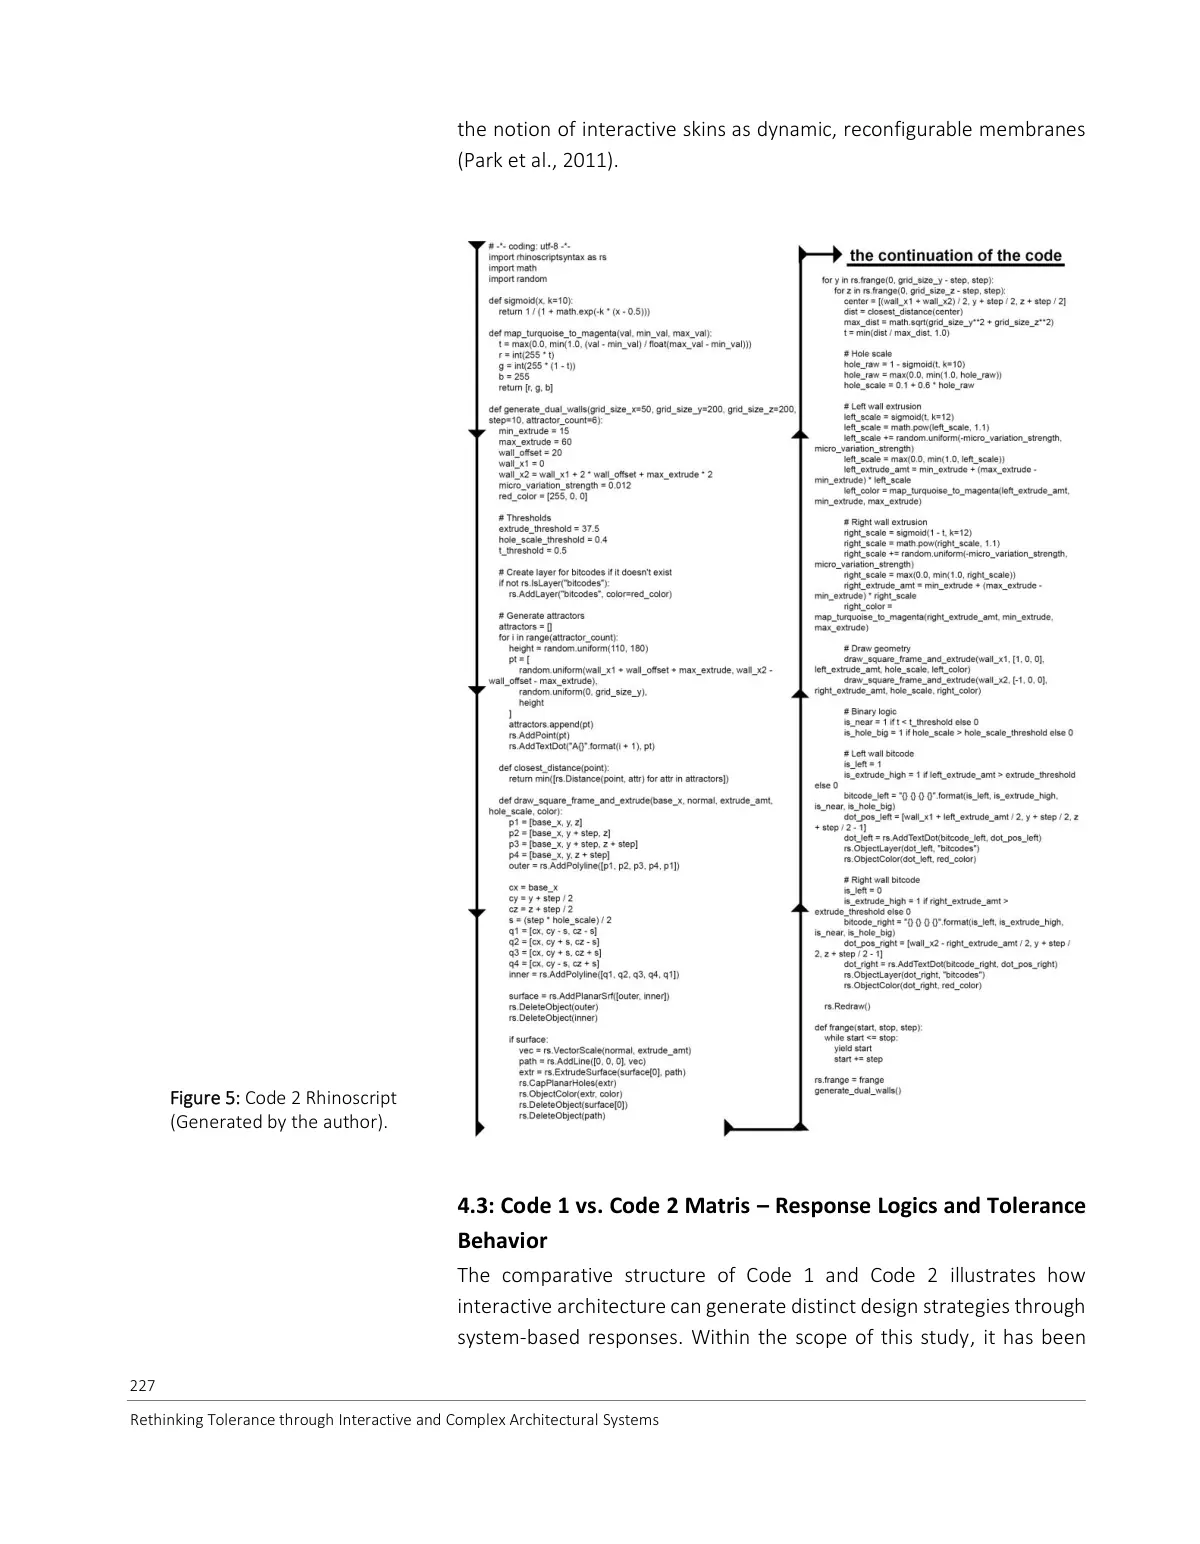 the notion of interactive skins as dynamic, reconfigurable membranes
(Park et al., 2011).
# -*- coding: utf-8 -*-
import rhinoscriptsyntax as rs
import math
import random
def sigmoid(x, k=10):
return 1 / (1 + math.exp(-k * (x - 0.5)))
def map_turquoise_to_magenta(val, min_val, max_val):
t = max(0.0, min(1.0, (val - min_val) / float(max_val - min_val)))
r = int(255 * t)
g = int(255 * (1 - t))
b = 255
return [r, g, b]
def generate_dual_walls(grid_size_x=50, grid_size_y=200, grid_size_z=200,
step=10, attractor_count=6):
min_extrude = 15
max_extrude = 60
wall_offset = 20
wall_x1 = 0
wall_x2 = wall_x1 + 2 * wall_offset + max_extrude * 2
micro_variation_strength = 0.012
red_color = [255, 0, 0]
# Thresholds
extrude_threshold = 37.5
hole_scale_threshold = 0.4
t_threshold = 0.5
# Create layer for bitcodes if it doesn't exist
if not rs.IsLayer("bitcodes"):
rs.AddLayer("bitcodes", color=red_color)
# Generate attractors
attractors = []
for i in range(attractor_count):
height = random.uniform(110, 180)
pt = [
random.uniform(wall_x1 + wall_offset + max_extrude, wall_x2 -
wall_offset - max_extrude),
random.uniform(0, grid_size_y),
height
]
attractors.append(pt)
rs.AddPoint(pt)
rs.AddTextDot("A{}".format(i + 1), pt)
def closest_distance(point):
return min([rs.Distance(point, attr) for attr in attractors])
def draw_square_frame_and_extrude(base_x, normal, extrude_amt,
hole_scale, color):
p1 = [base_x, y, z]
p2 = [base_x, y + step, z]
p3 = [base_x, y + step, z + step]
p4 = [base_x, y, z + step]
outer = rs.AddPolyline([p1, p2, p3, p4, p1])
cx = base_x
cy = y + step / 2
cz = z + step / 2
s = (step * hole_scale) / 2
q1 = [cx, cy - s, cz - s]
q2 = [cx, cy + s, cz - s]
q3 = [cx, cy + s, cz + s]
q4 = [cx, cy - s, cz + s]
inner = rs.AddPolyline([q1, q2, q3, q4, q1])
surface = rs.AddPlanarSrf([outer, inner])
rs.DeleteObject(outer)
rs.DeleteObject(inner)
if surface:
vec = rs.VectorScale(normal, extrude_amt)
path = rs.AddLine([0, 0, 0], vec)
extr = rs.ExtrudeSurface(surface[0], path)
rs.CapPlanarHoles(extr)
rs.ObjectColor(extr, color)
rs.DeleteObject(surface[0])
rs.DeleteObject(path)
the continuation of the code
for y in rs.frange(0, grid_size_y - step, step):
for z in rs.frange(0, grid_size_z - step, step):
center = [(wall_x1 + wall_x2) / 2, y + step / 2, z + step / 2]
dist = closest_distance(center)
max_dist = math.sqrt(grid_size_y**2 + grid_size_z**2)
t = min(dist / max_dist, 1.0)
# Hole scale
hole_raw = 1 - sigmoid(t, k=10)
hole_raw = max(0.0, min(1.0, hole_raw))
hole_scale = 0.1 + 0.6 * hole_raw
# Left wall extrusion
left_scale = sigmoid(t, k=12)
left_scale = math.pow(left_scale, 1.1)
left_scale += random.uniform(-micro_variation_strength,
micro_variation_strength)
left_scale = max(0.0, min(1.0, left_scale))
left_extrude_amt = min_extrude + (max_extrude -
min_extrude) * left_scale
left_color = map_turquoise_to_magenta(left_extrude_amt,
min_extrude, max_extrude)
# Right wall extrusion
right_scale = sigmoid(1 - t, k=12)
right_scale = math.pow(right_scale, 1.1)
right_scale += random.uniform(-micro_variation_strength,
micro_variation_strength)
right_scale = max(0.0, min(1.0, right_scale))
right_extrude_amt = min_extrude + (max_extrude -
min_extrude) * right_scale
right_color =
map_turquoise_to_magenta(right_extrude_amt, min_extrude,
max_extrude)
# Draw geometry
draw_square_frame_and_extrude(wall_x1, [1, 0, 0],
left_extrude_amt, hole_scale, left_color)
draw_square_frame_and_extrude(wall_x2, [-1, 0, 0],
right_extrude_amt, hole_scale, right_color)
# Binary logic
is_near = 1 if t < t_threshold else 0
is_hole_big = 1 if hole_scale > hole_scale_threshold else 0
# Left wall bitcode
is_left = 1
is_extrude_high = 1 if left_extrude_amt > extrude_threshold
else 0
bitcode_left = "{} {} {} {}".format(is_left, is_extrude_high,
is_near, is_hole_big)
dot_pos_left = [wall_x1 + left_extrude_amt / 2, y + step / 2, z
+ step / 2 - 1]
dot_left = rs.AddTextDot(bitcode_left, dot_pos_left)
rs.ObjectLayer(dot_left, "bitcodes")
rs.ObjectColor(dot_left, red_color)
# Right wall bitcode
is_left = 0
is_extrude_high = 1 if right_extrude_amt >
extrude_threshold else 0
bitcode_right = "{} {} {} {}".format(is_left, is_extrude_high,
is_near, is_hole_big)
dot_pos_right = [wall_x2 - right_extrude_amt / 2, y + step /
2, z + step / 2 - 1]
dot_right = rs.AddTextDot(bitcode_right, dot_pos_right)
rs.ObjectLayer(dot_right, "bitcodes")
rs.ObjectColor(dot_right, red_color)
rs.Redraw()
def frange(start, stop, step):
while start <= stop:
yield start
start += step
rs.frange = frange
generate_dual_walls()
Figure 5: Code 2 Rhinoscript
(Generated by the author).
4.3: Code 1 vs. Code 2 Matris – Response Logics and Tolerance
Behavior
The comparative structure of Code 1 and Code 2 illustrates how
interactive architecture can generate distinct design strategies through
system-based responses. Within the scope of this study, it has been
227
Rethinking Tolerance through Interactive and Complex Architectural Systems